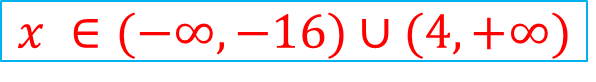 x ∈ (−∞, −16) ∪ (4, +∞)